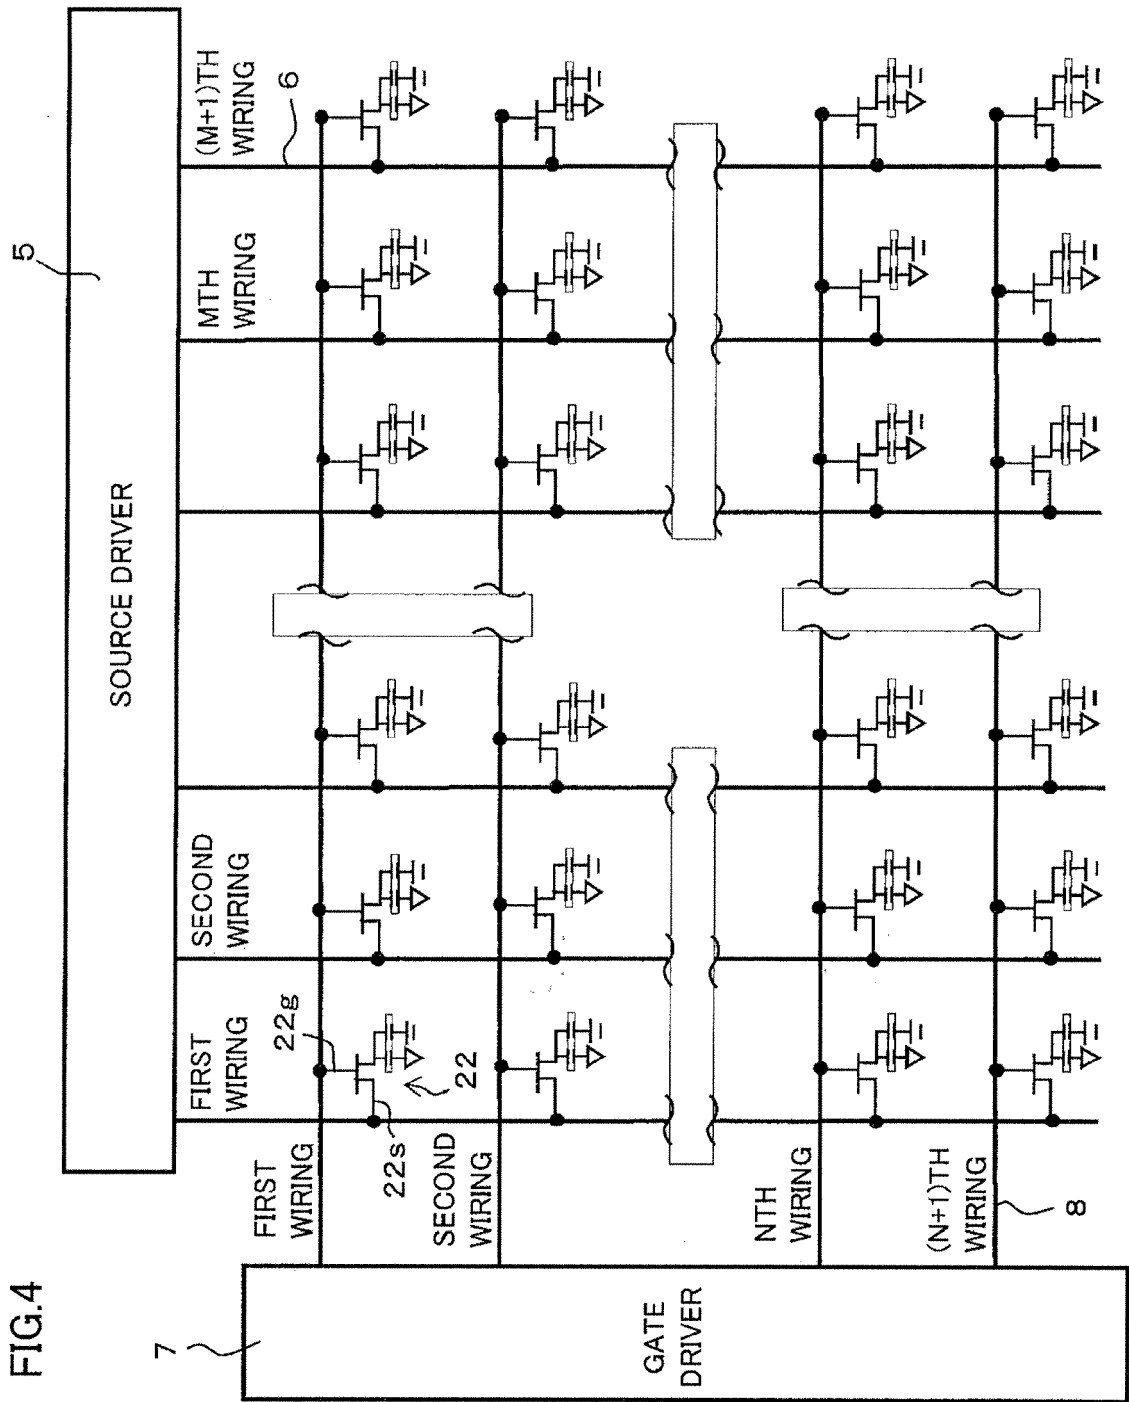 FIG.4
5
SOURCE DRIVER
FIRST
WIRING
SECOND
WIRING
MTH
WIRING
(M+1)TH
WIRING
6
7
GATE
DRIVER
FIRST
WIRING
22g
22s
22
SECOND
WIRING
NTH
WIRING
(N+1)TH
WIRING
8